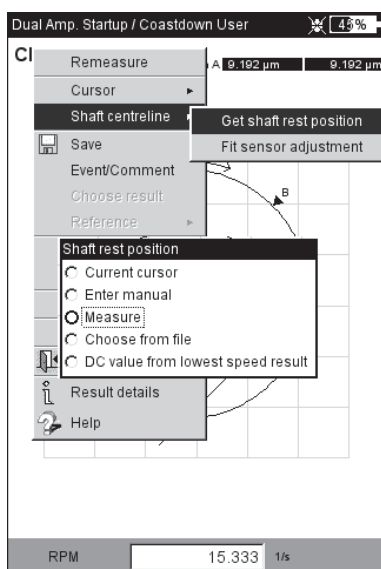 Dual Amp. Startup / Coastdown User 45%
Cl
A 9.192 µm 9.192 µm
Remeasure
Cursor
Shaft centreline
Get shaft rest position
Fit sensor adjustment
Save
Event/Comment
Choose result
Reference
B
Shaft rest position
Current cursor
Enter manual
Measure
Choose from file
DC value from lowest speed result
Result details
Help
RPM 15.333 1/s